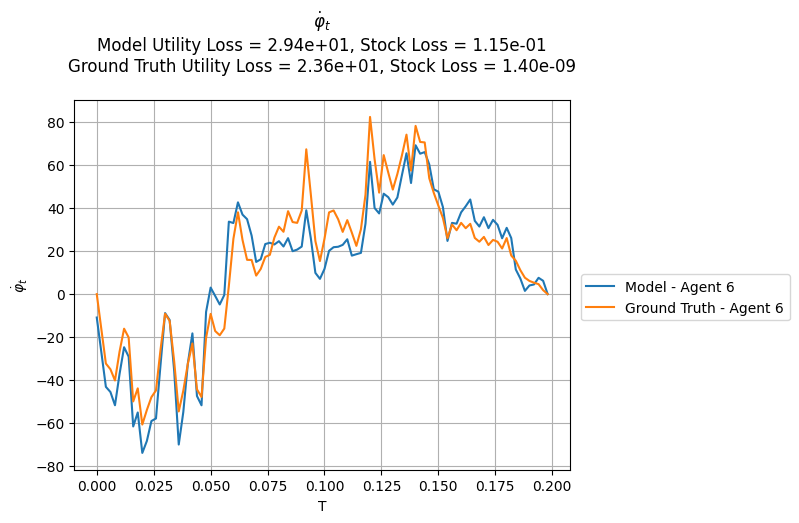 φ̇ₜ
Model Utility Loss = 2.94e+01, Stock Loss = 1.15e-01
Ground Truth Utility Loss = 2.36e+01, Stock Loss = 1.40e-09
80
60
40
20
0
−20
−40
−60
−80
φ̇ₜ
0.000
0.025
0.050
0.075
0.100
0.125
0.150
0.175
0.200
T
Model - Agent 6
Ground Truth - Agent 6